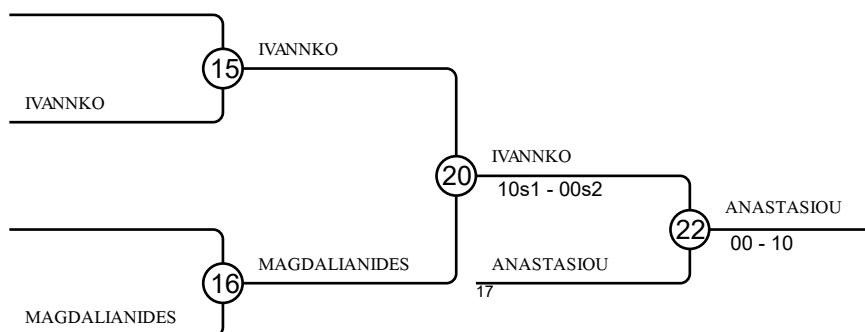 IVANNKO
15
IVANNKO
MAGDALIANIDES
16
MAGDALIANIDES
20
IVANNKO
10s1 - 00s2
ANASTASIOU
17
22
ANASTASIOU
00 - 10